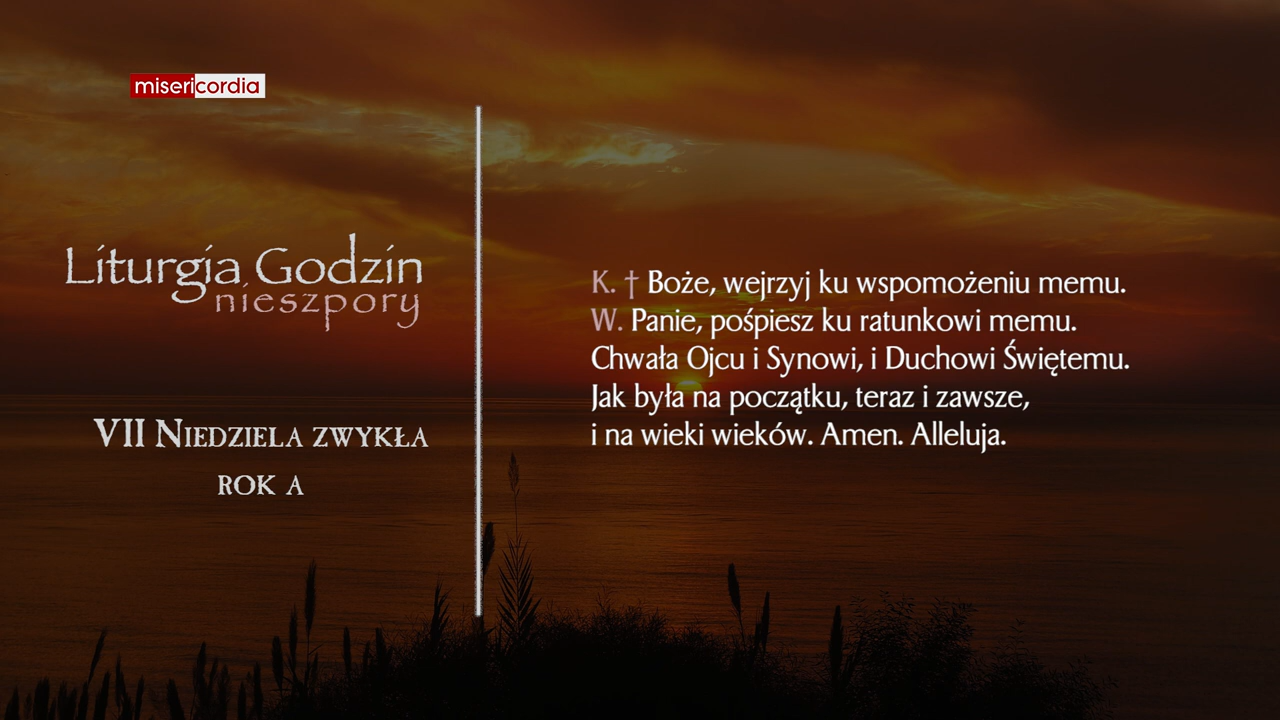 misericordia
Liturgia Godzin
nieszpory
VII Niedziela zwykła
rok a
K. † Boże, wejrzyj ku wspomożeniu memu.
W. Panie, pośpiesz ku ratunkowi memu.
Chwała Ojcu i Synowi, i Duchowi Świętemu.
Jak była na początku, teraz i zawsze,
i na wieki wieków. Amen. Alleluja.